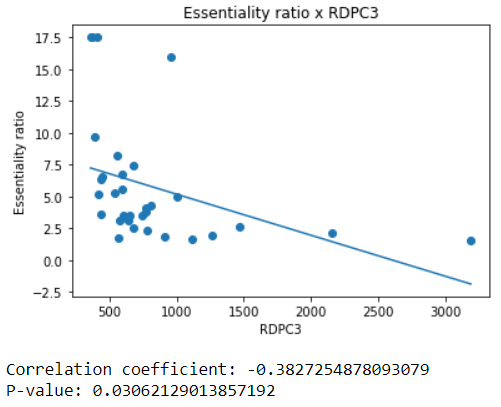 Essentiality ratio x RDPC3
17.5
15.0
12.5
10.0
7.5
5.0
2.5
0.0
−2.5
Essentiality ratio
500 1000 1500 2000 2500 3000
RDPC3
Correlation coefficient: -0.3827254878093079
P-value: 0.03062129013857192